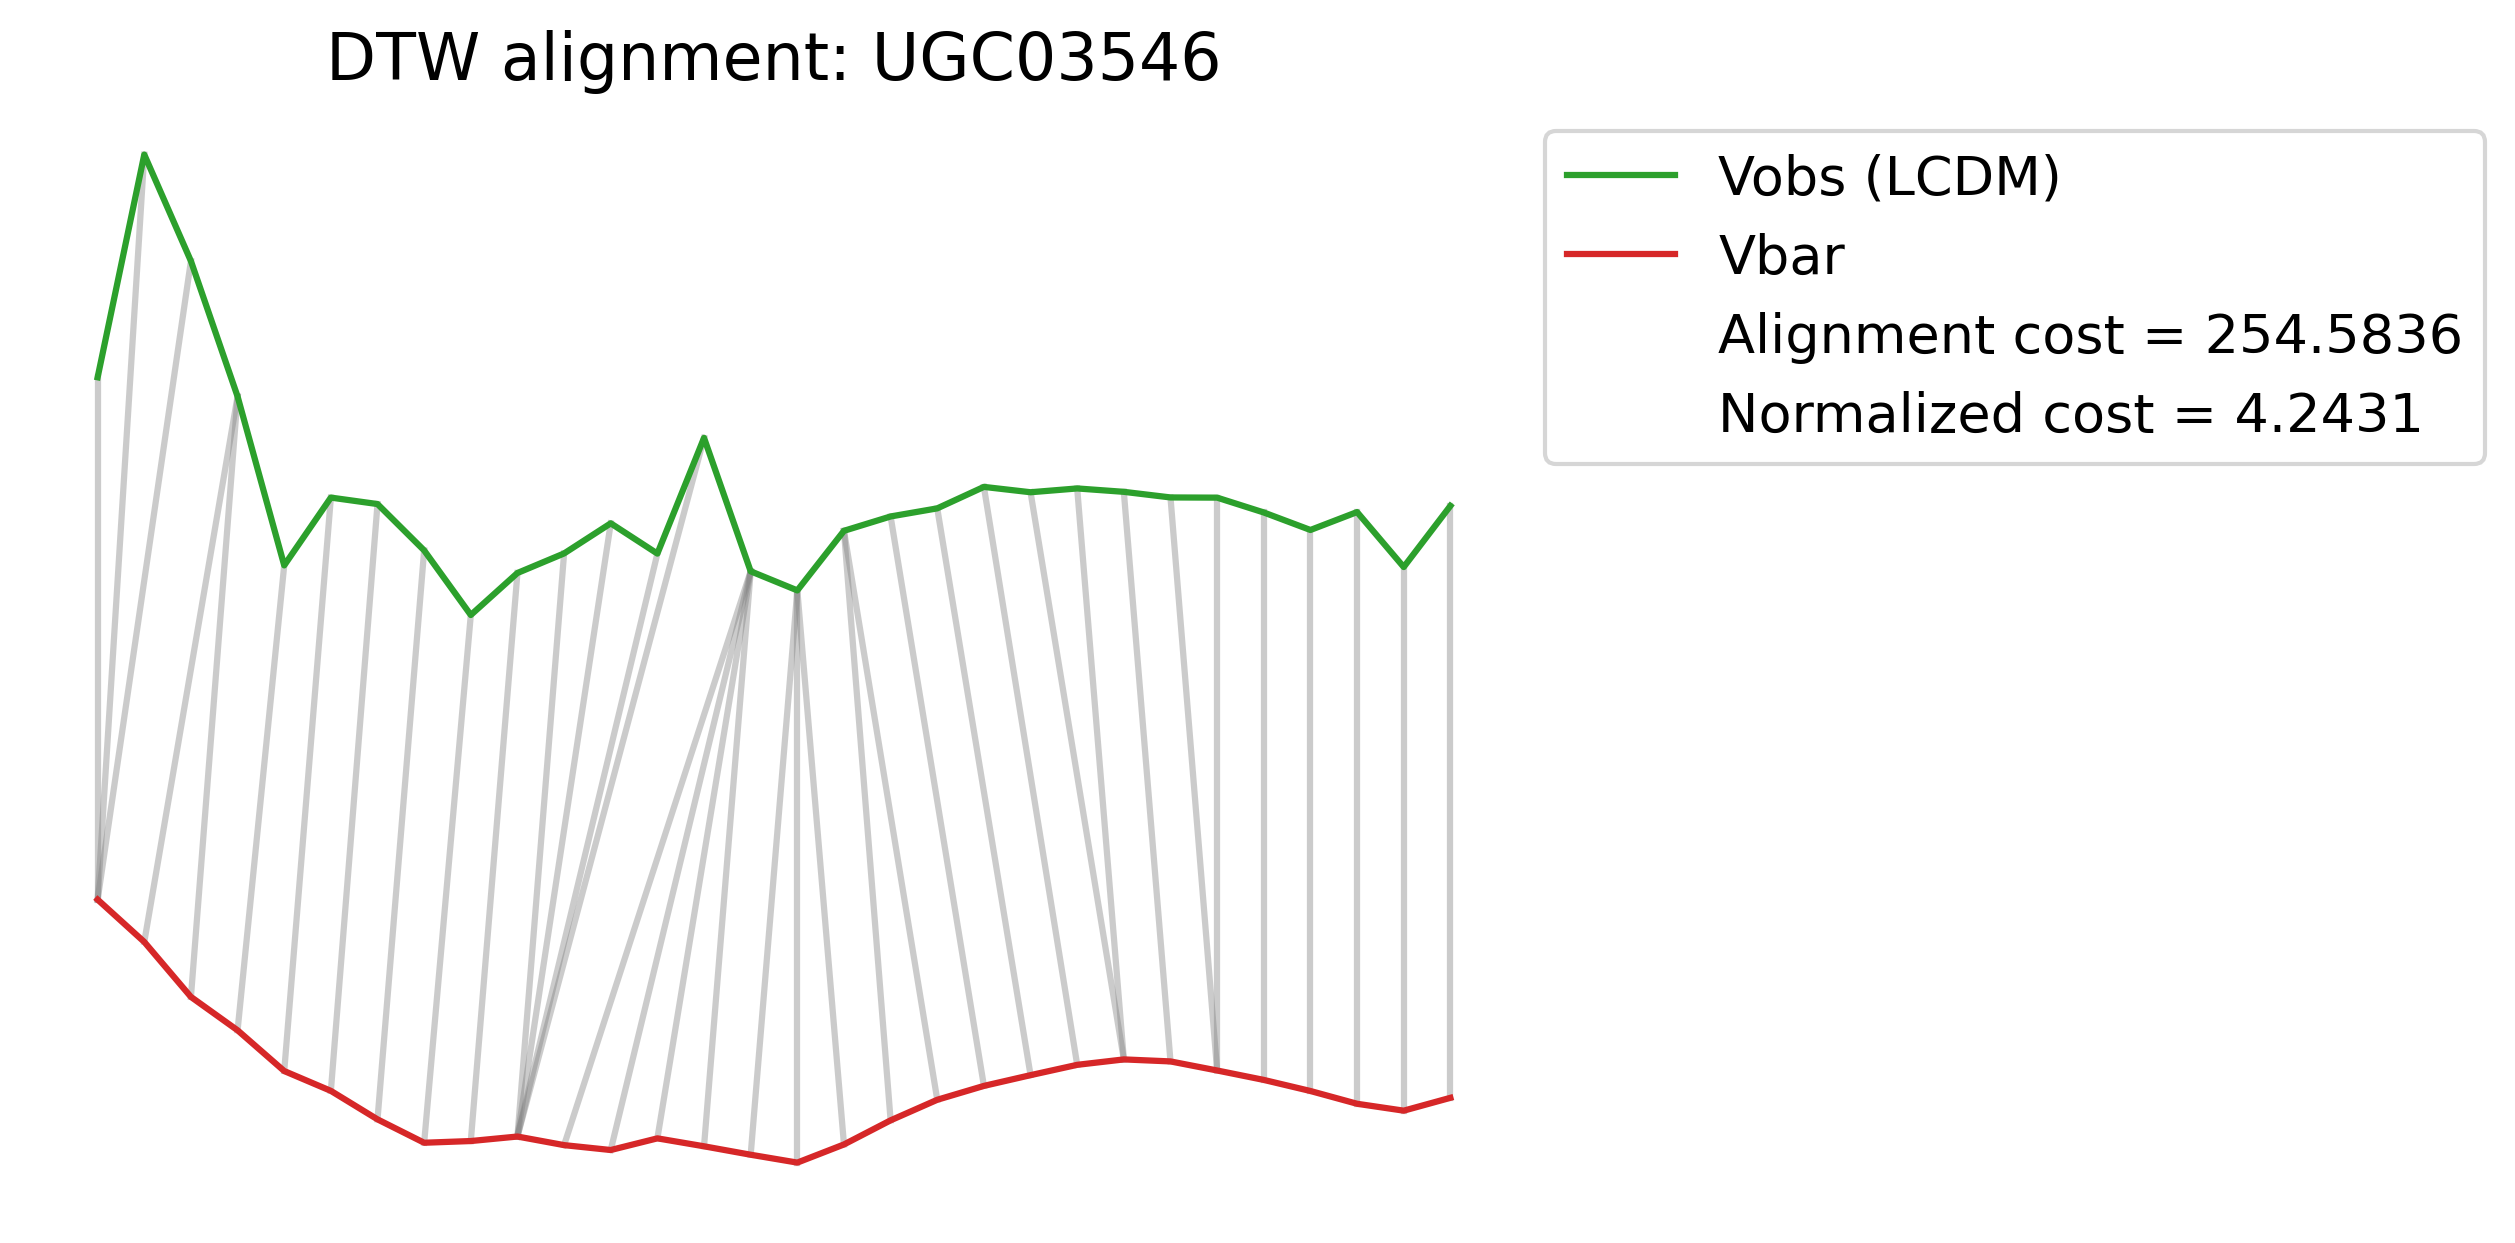 DTW alignment: UGC03546
Vobs (LCDM)
Vbar
Alignment cost = 254.5836
Normalized cost = 4.2431